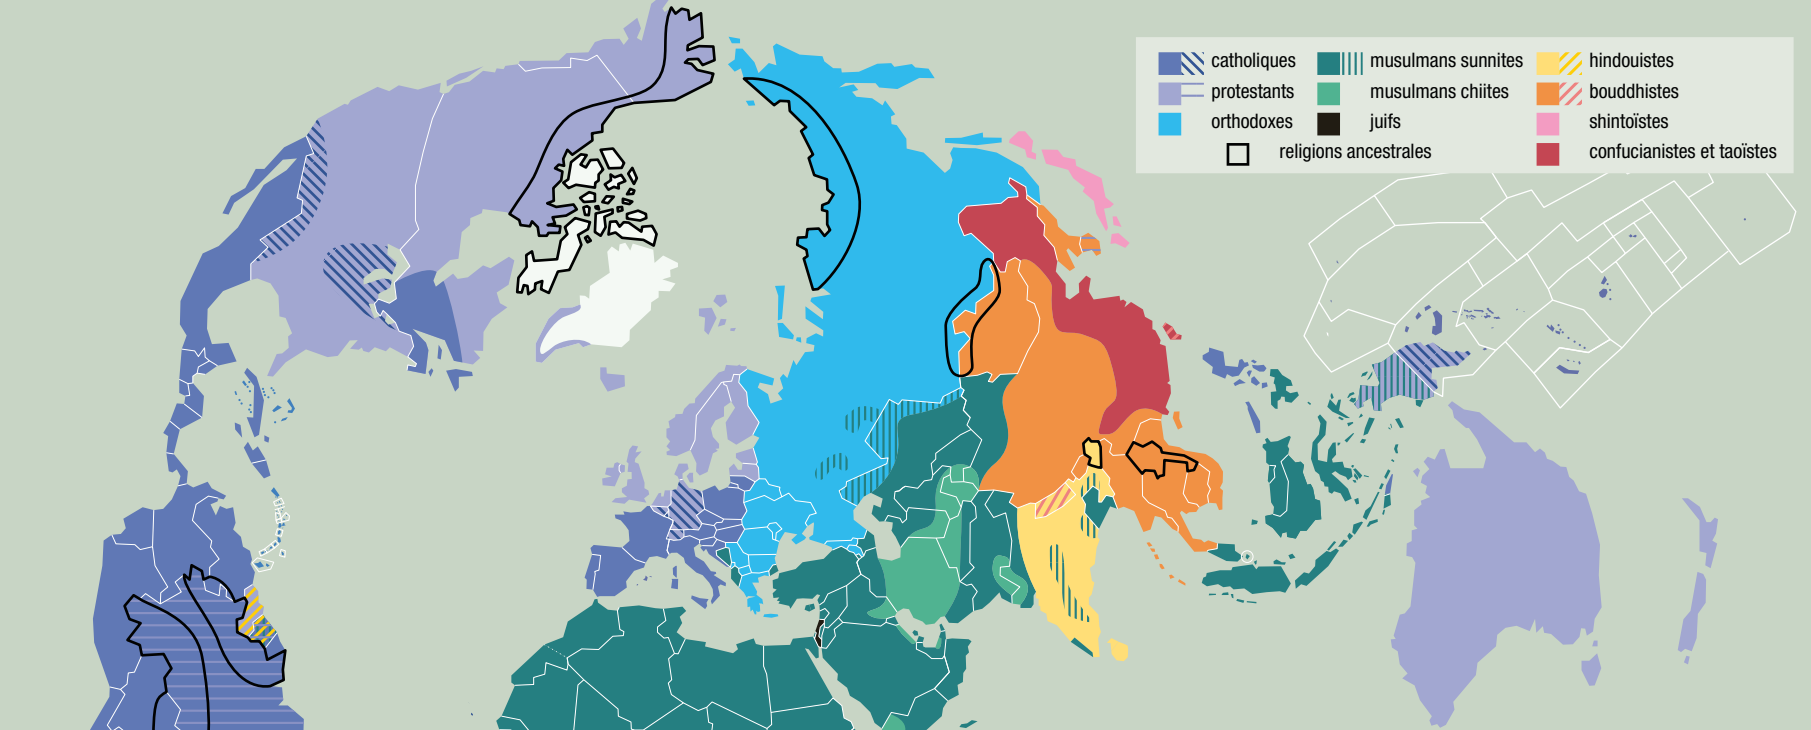 catholiques
musulmans sunnites
hindouistes
protestants
musulmans chiites
bouddhistes
orthodoxes
juifs
shintoïstes
religions ancestrales
confucianistes et taoïstes